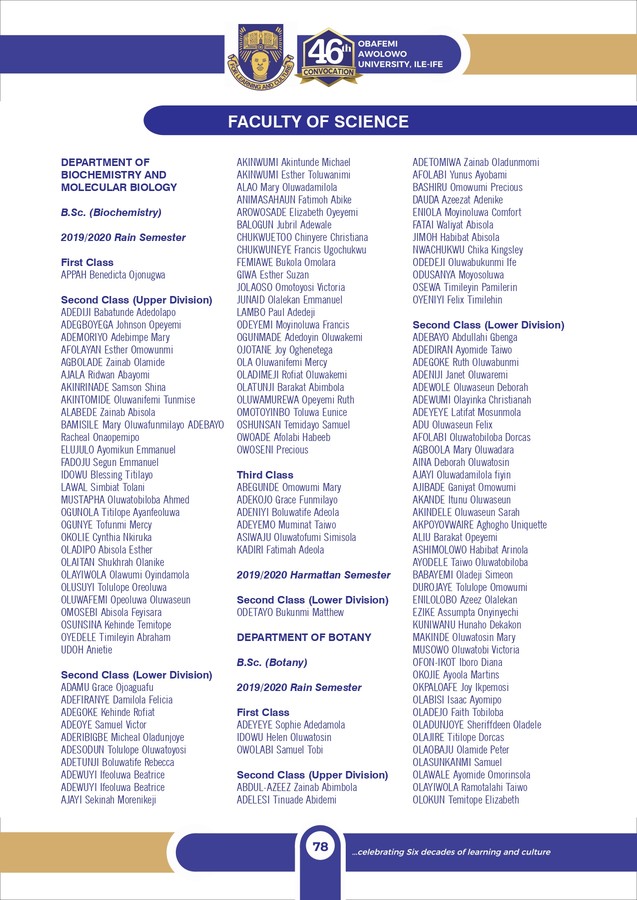 FOR LEARNING AND CULTURE
46th
CONVOCATION
OBAFEMI
AWOLOWO
UNIVERSITY, ILE-IFE
FACULTY OF SCIENCE
DEPARTMENT OF
BIOCHEMISTRY AND
MOLECULAR BIOLOGY
B.Sc. (Biochemistry)
2019/2020 Rain Semester
First Class
APPAH Benedicta Ojonugwa
Second Class (Upper Division)
ADEDIJI Babatunde Adedolapo
ADEGBOYEGA Johnson Opeyemi
ADEMORIYO Adebimpe Mary
AFOLAYAN Esther Omowunmi
AGBOLADE Zainab Olamide
AJALA Ridwan Abayomi
AKINRINADE Samson Shina
AKINTOMIDE Oluwanifemi Tunmise
ALABEDE Zainab Abisola
BAMISILE Mary Oluwafunmilayo ADEBAYO
Racheal Onaopemipo
ELUJULO Ayomikun Emmanuel
FADOJU Segun Emmanuel
IDOWU Blessing Titilayo
LAWAL Simbiat Tolani
MUSTAPHA Oluwatobiloba Ahmed
OGUNOLA Titilope Ayanfeoluwa
OGUNYE Tofunmi Mercy
OKOLIE Cynthia Nkiruka
OLADIPO Abisola Esther
OLAITAN Shukhrah Olanike
OLAYIWOLA Olawumi Oyindamola
OLUSUYI Tolulope Oreoluwa
OLUWAFEMI Opeoluwa Oluwaseun
OMOSEBI Abisola Feyisara
OSUNSINA Kehinde Temitope
OYEDELE Timileyin Abraham
UDOH Anietie
Second Class (Lower Division)
ADAMU Grace Ojoaguafu
ADEFIRANYE Damilola Felicia
ADEGOKE Kehinde Rofiat
ADEOYE Samuel Victor
ADERIBIGBE Micheal Oladunjoye
ADESODUN Tolulope Oluwatoyosi
ADETUNJI Boluwatife Rebecca
ADEWUYI Ifeoluwa Beatrice
ADEWUYI Ifeoluwa Beatrice
AJAYI Sekinah Morenikeji
AKINWUMI Akintunde Michael
AKINWUMI Esther Toluwanimi
ALAO Mary Oluwadamilola
ANIMASAHAUN Fatimoh Abike
AROWOSADE Elizabeth Oyeyemi
BALOGUN Jubril Adewale
CHUKWUETOO Chinyere Christiana
CHUKWUNEYE Francis Ugochukwu
FEMIAWE Bukola Omolara
GIWA Esther Suzan
JOLAOSO Omotoyosi Victoria
JUNAID Olalekan Emmanuel
LAMBO Paul Adedeji
ODEYEMI Moyinoluwa Francis
OGUNMADE Adedoyin Oluwakemi
OJOTANE Joy Oghenetega
OLA Oluwanifemi Mercy
OLADIMEJI Rofiat Oluwakemi
OLATUNJI Barakat Abimbola
OLUWAMUREWA Opeyemi Ruth
OMOTOYINBO Toluwa Eunice
OSHUNSAN Temidayo Samuel
OWOADE Afolabi Habeeb
OWOSENI Precious
Third Class
ABEGUNDE Omowumi Mary
ADEKOJO Grace Funmilayo
ADENIYI Boluwatife Adeola
ADEYEMO Muminat Taiwo
ASIWAJU Oluwatofumi Simisola
KADIRI Fatimah Adeola
2019/2020 Harmattan Semester
Second Class (Lower Division)
ODETAYO Bukunmi Matthew
DEPARTMENT OF BOTANY
B.Sc. (Botany)
2019/2020 Rain Semester
First Class
ADEYEYE Sophie Adedamola
IDOWU Helen Oluwatosin
OWOLABI Samuel Tobi
Second Class (Upper Division)
ABDUL-AZEEZ Zainab Abimbola
ADELESI Tinuade Abidemi
ADETOMIWA Zainab Oladunmomi
AFOLABI Yunus Ayobami
BASHIRU Omowumi Precious
DAUDA Azeezat Adenike
ENIOLA Moyinoluwa Comfort
FATAI Waliyat Abisola
JIMOH Habibat Abisola
NWACHUKWU Chika Kingsley
ODEDEJI Oluwabukunmi Ife
ODUSANYA Moyosoluwa
OSEWA Timileyin Pamilerin
OYENIYI Felix Timilehin
Second Class (Lower Division)
ADEBAYO Abdullahi Gbenga
ADEDIRAN Ayomide Taiwo
ADEGOKE Ruth Oluwabunmi
ADENIJI Janet Oluwaremi
ADEWOLE Oluwaseun Deborah
ADEWUMI Olayinka Christianah
ADEYEYE Latifat Mosunmola
ADU Oluwaseun Felix
AFOLABI Oluwatobiloba Dorcas
AGBOOLA Mary Oluwadara
AINA Deborah Oluwatosin
AJAYI Oluwadamilola fiyin
AJIBADE Ganiyat Omowumi
AKANDE Itunu Oluwaseun
AKINDELE Oluwaseun Sarah
AKPOYOVWAIRE Aghogho Uniquette
ALIU Barakat Opeyemi
ASHIMOLOWO Habibat Arinola
AYODELE Taiwo Oluwatobiloba
BABAYEMI Oladeji Simeon
DUROJAYE Tolulope Omowumi
ENILOLOBO Azeez Olalekan
EZIKE Assumpta Onyinyechi
KUNIWANU Hunaho Dekakon
MAKINDE Oluwatosin Mary
MUSOWO Oluwatobi Victoria
OFON-IKOT Iboro Diana
OKOJIE Ayoola Martins
OKPALOAFE Joy Ikpemosi
OLABISI Isaac Ayomipo
OLADEJO Faith Tobiloba
OLADUNJOYE Sheriffdeen Oladele
OLAJIRE Titilope Dorcas
OLAOBAJU Olamide Peter
OLASUNKANMI Samuel
OLAWALE Ayomide Omorinsola
OLAYIWOLA Ramotalahi Taiwo
OLOKUN Temitope Elizabeth
78
...celebrating Six decades of learning and culture